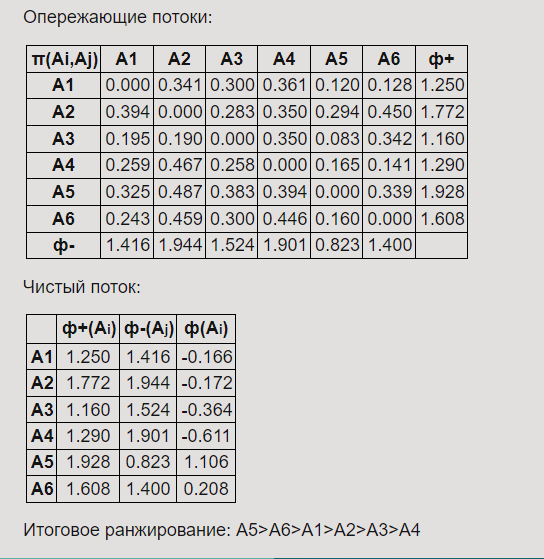 Опережающие потоки:
π(Ai,Aj) A1 A2 A3 A4 A5 A6 ф+
A1 0.000 0.341 0.300 0.361 0.120 0.128 1.250
A2 0.394 0.000 0.283 0.350 0.294 0.450 1.772
A3 0.195 0.190 0.000 0.350 0.083 0.342 1.160
A4 0.259 0.467 0.258 0.000 0.165 0.141 1.290
A5 0.325 0.487 0.383 0.394 0.000 0.339 1.928
A6 0.243 0.459 0.300 0.446 0.160 0.000 1.608
ф- 1.416 1.944 1.524 1.901 0.823 1.400
Чистый поток:
ф+(Ai) ф-(Aj) ф(Ai)
A1 1.250 1.416 -0.166
A2 1.772 1.944 -0.172
A3 1.160 1.524 -0.364
A4 1.290 1.901 -0.611
A5 1.928 0.823 1.106
A6 1.608 1.400 0.208
Итоговое ранжирование: A5>A6>A1>A2>A3>A4